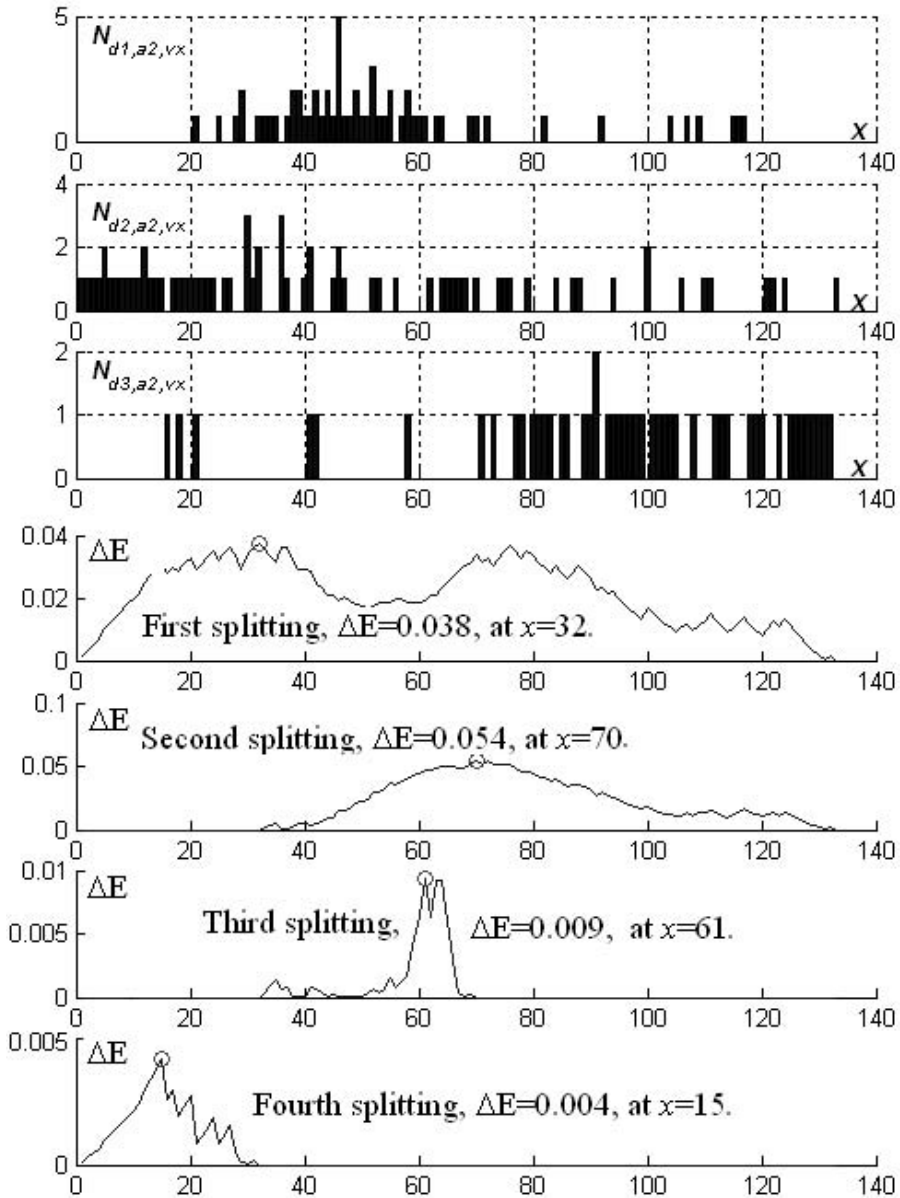 5
N d1,a2,vx
0
x
0 20 40 60 80 100 120 140
4
N d2,a2,vx
2
0
x
0 20 40 60 80 100 120 140
2
N d3,a2,vx
1
0
x
0 20 40 60 80 100 120 140
0.04
ΔE
0.02
First splitting, ΔE=0.038, at x=32.
0
0 20 40 60 80 100 120 140
0.1
ΔE
Second splitting, ΔE=0.054, at x=70.
0.05
0
0 20 40 60 80 100 120 140
0.01
ΔE
0.005
Third splitting, ΔE=0.009, at x=61.
0
0 20 40 60 80 100 120 140
0.005
ΔE
Fourth splitting, ΔE=0.004, at x=15.
0
0 20 40 60 80 100 120 140